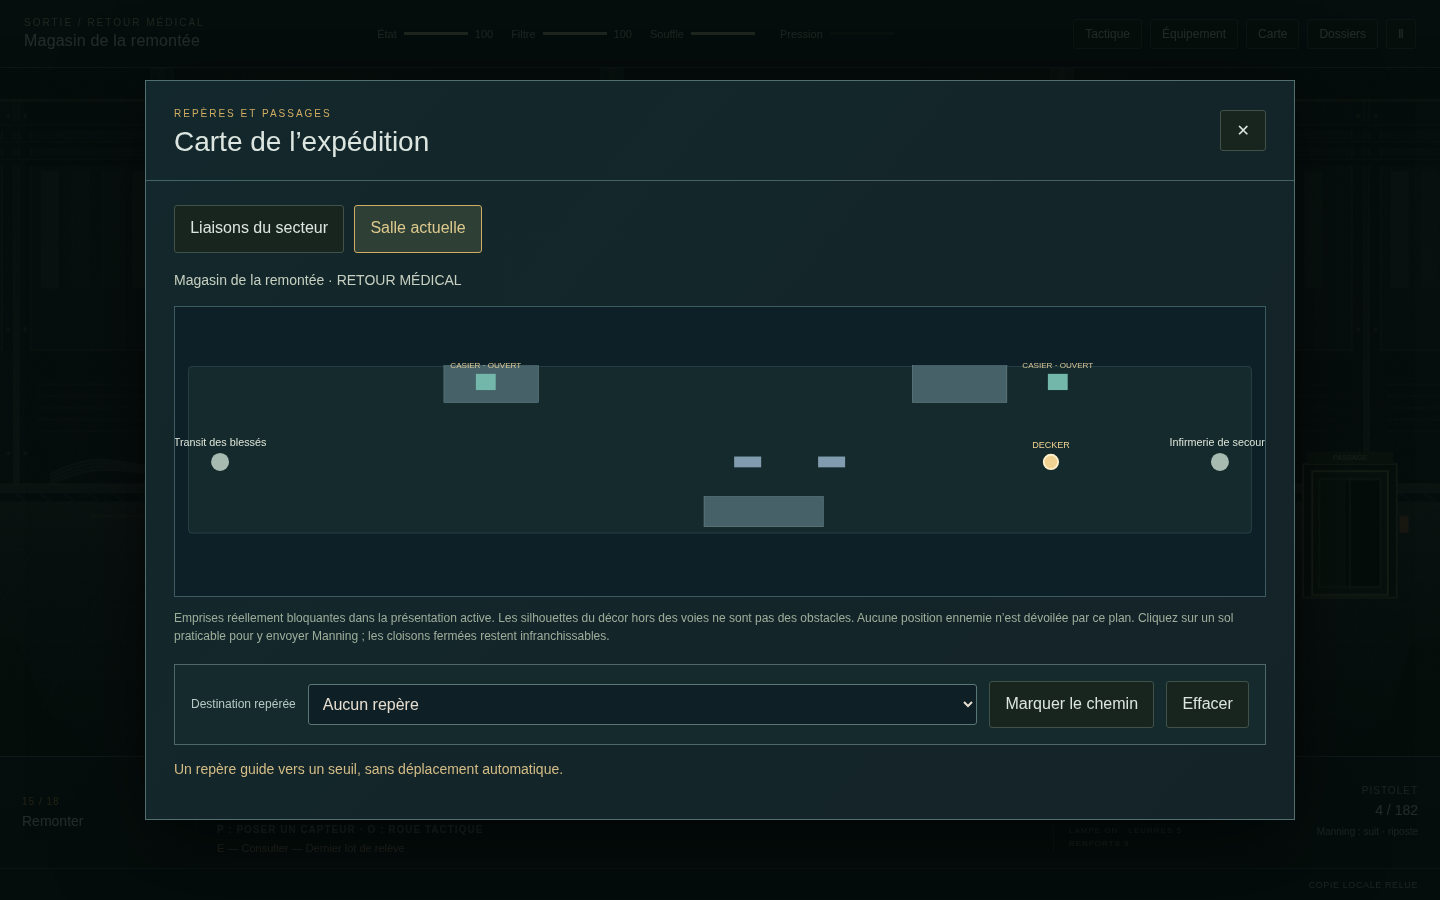 SORTIE / RETOUR MÉDICAL
Magasin de la remontée
État 100 Filtre 100 Souffle Pression
Tactique Équipement Carte Dossiers II
REPÈRES ET PASSAGES
Carte de l’expédition
✕
Liaisons du secteur
Salle actuelle
Magasin de la remontée · RETOUR MÉDICAL
CASIER · OUVERT
CASIER · OUVERT
Transit des blessés
DECKER
Infirmerie de secour
Emprises réellement bloquantes dans la présentation active. Les silhouettes du décor hors des voies ne sont pas des obstacles. Aucune position ennemie n’est dévoilée par ce plan. Cliquez sur un sol
praticable pour y envoyer Manning ; les cloisons fermées restent infranchissables.
Destination repérée
Aucun repère
Marquer le chemin
Effacer
Un repère guide vers un seuil, sans déplacement automatique.
15 / 18
Remonter
P : POSER UN CAPTEUR · O : ROUE TACTIQUE
E — Consulter — Dernier lot de relève
RENFORTS
PISTOLET
4 / 182
Manning : suit · riposte
COPIE LOCALE RELUE